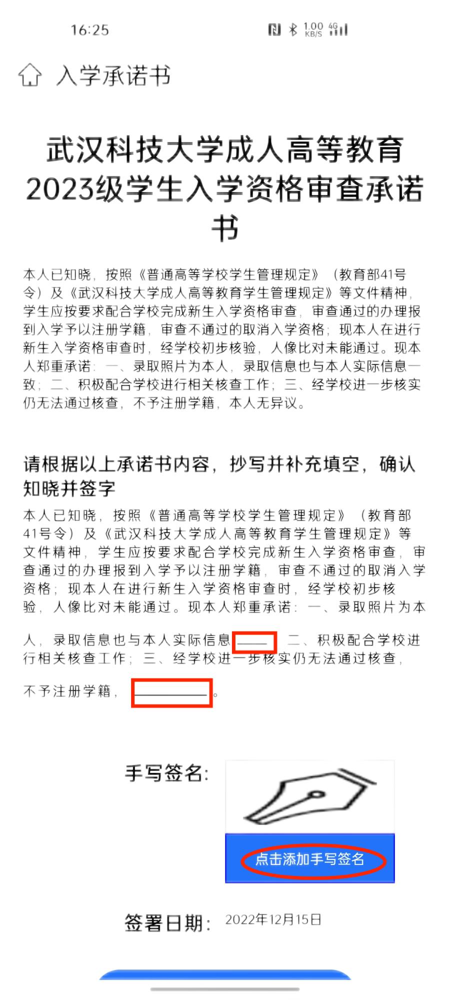 16:25
1.00 KB/S 4G
入学承诺书
武汉科技大学成人高等教育
2023级学生入学资格审查承诺
书
本人已知晓，按照《普通高等学校学生管理规定》（教育部41号
令）及《武汉科技大学成人高等教育学生管理规定》等文件精神，
学生应按要求配合学校完成新生入学资格审查，审查通过的办理报
到入学予以注册学籍，审查不通过的取消入学资格；现本人在进行
新生入学资格审查时，经学校初步核验，人像比对未能通过。现本
人郑重承诺：一、录取照片为本人，录取信息也与本人实际信息一
致；二、积极配合学校进行相关核查工作；三、经学校进一步核实
仍无法通过核查，不予注册学籍，本人无异议。
请根据以上承诺书内容，抄写并补充填空，确认
知晓并签字
本人已知晓，按照《普通高等学校学生管理规定》（教育部
41号令）及《武汉科技大学成人高等教育学生管理规定》等
文件精神，学生应按要求配合学校完成新生入学资格审查，审
查通过的办理报到入学予以注册学籍，审查不通过的取消入学
资格；现本人在进行新生入学资格审查时，经学校初步核
验，人像比对未能通过。现本人郑重承诺：一、录取照片为本
人，录取信息也与本人实际信息____ 二、积极配合学校进
行相关核查工作；三、经学校进一步核实仍无法通过核查，
不予注册学籍，__________。
手写签名：
点击添加手写签名
签署日期：2022年12月15日